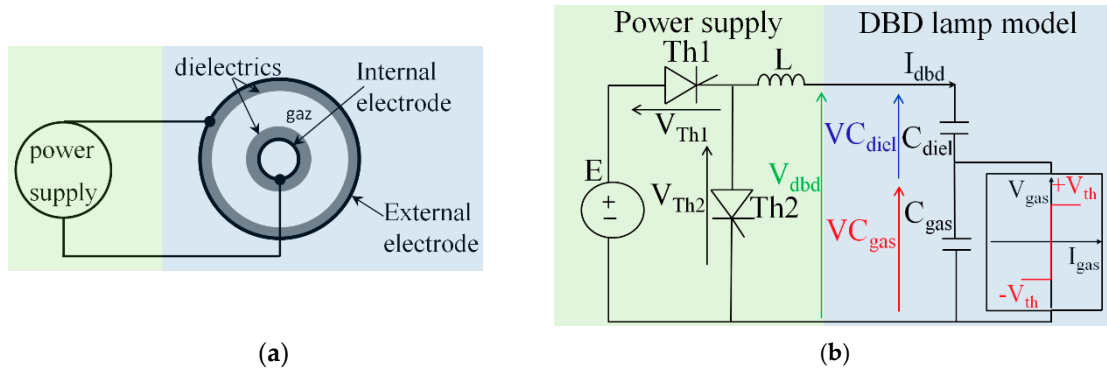 dielectrics
Internal
electrode
gaz
power
supply
External
electrode
(a)
Power supply
DBD lamp model
Th1
L
I_dbd
V_Th1
VC_diel
C_diel
E
V_dbd
V_Th2
Th2
V_gas
+V_th
VC_gas
C_gas
I_gas
-V_th
(b)